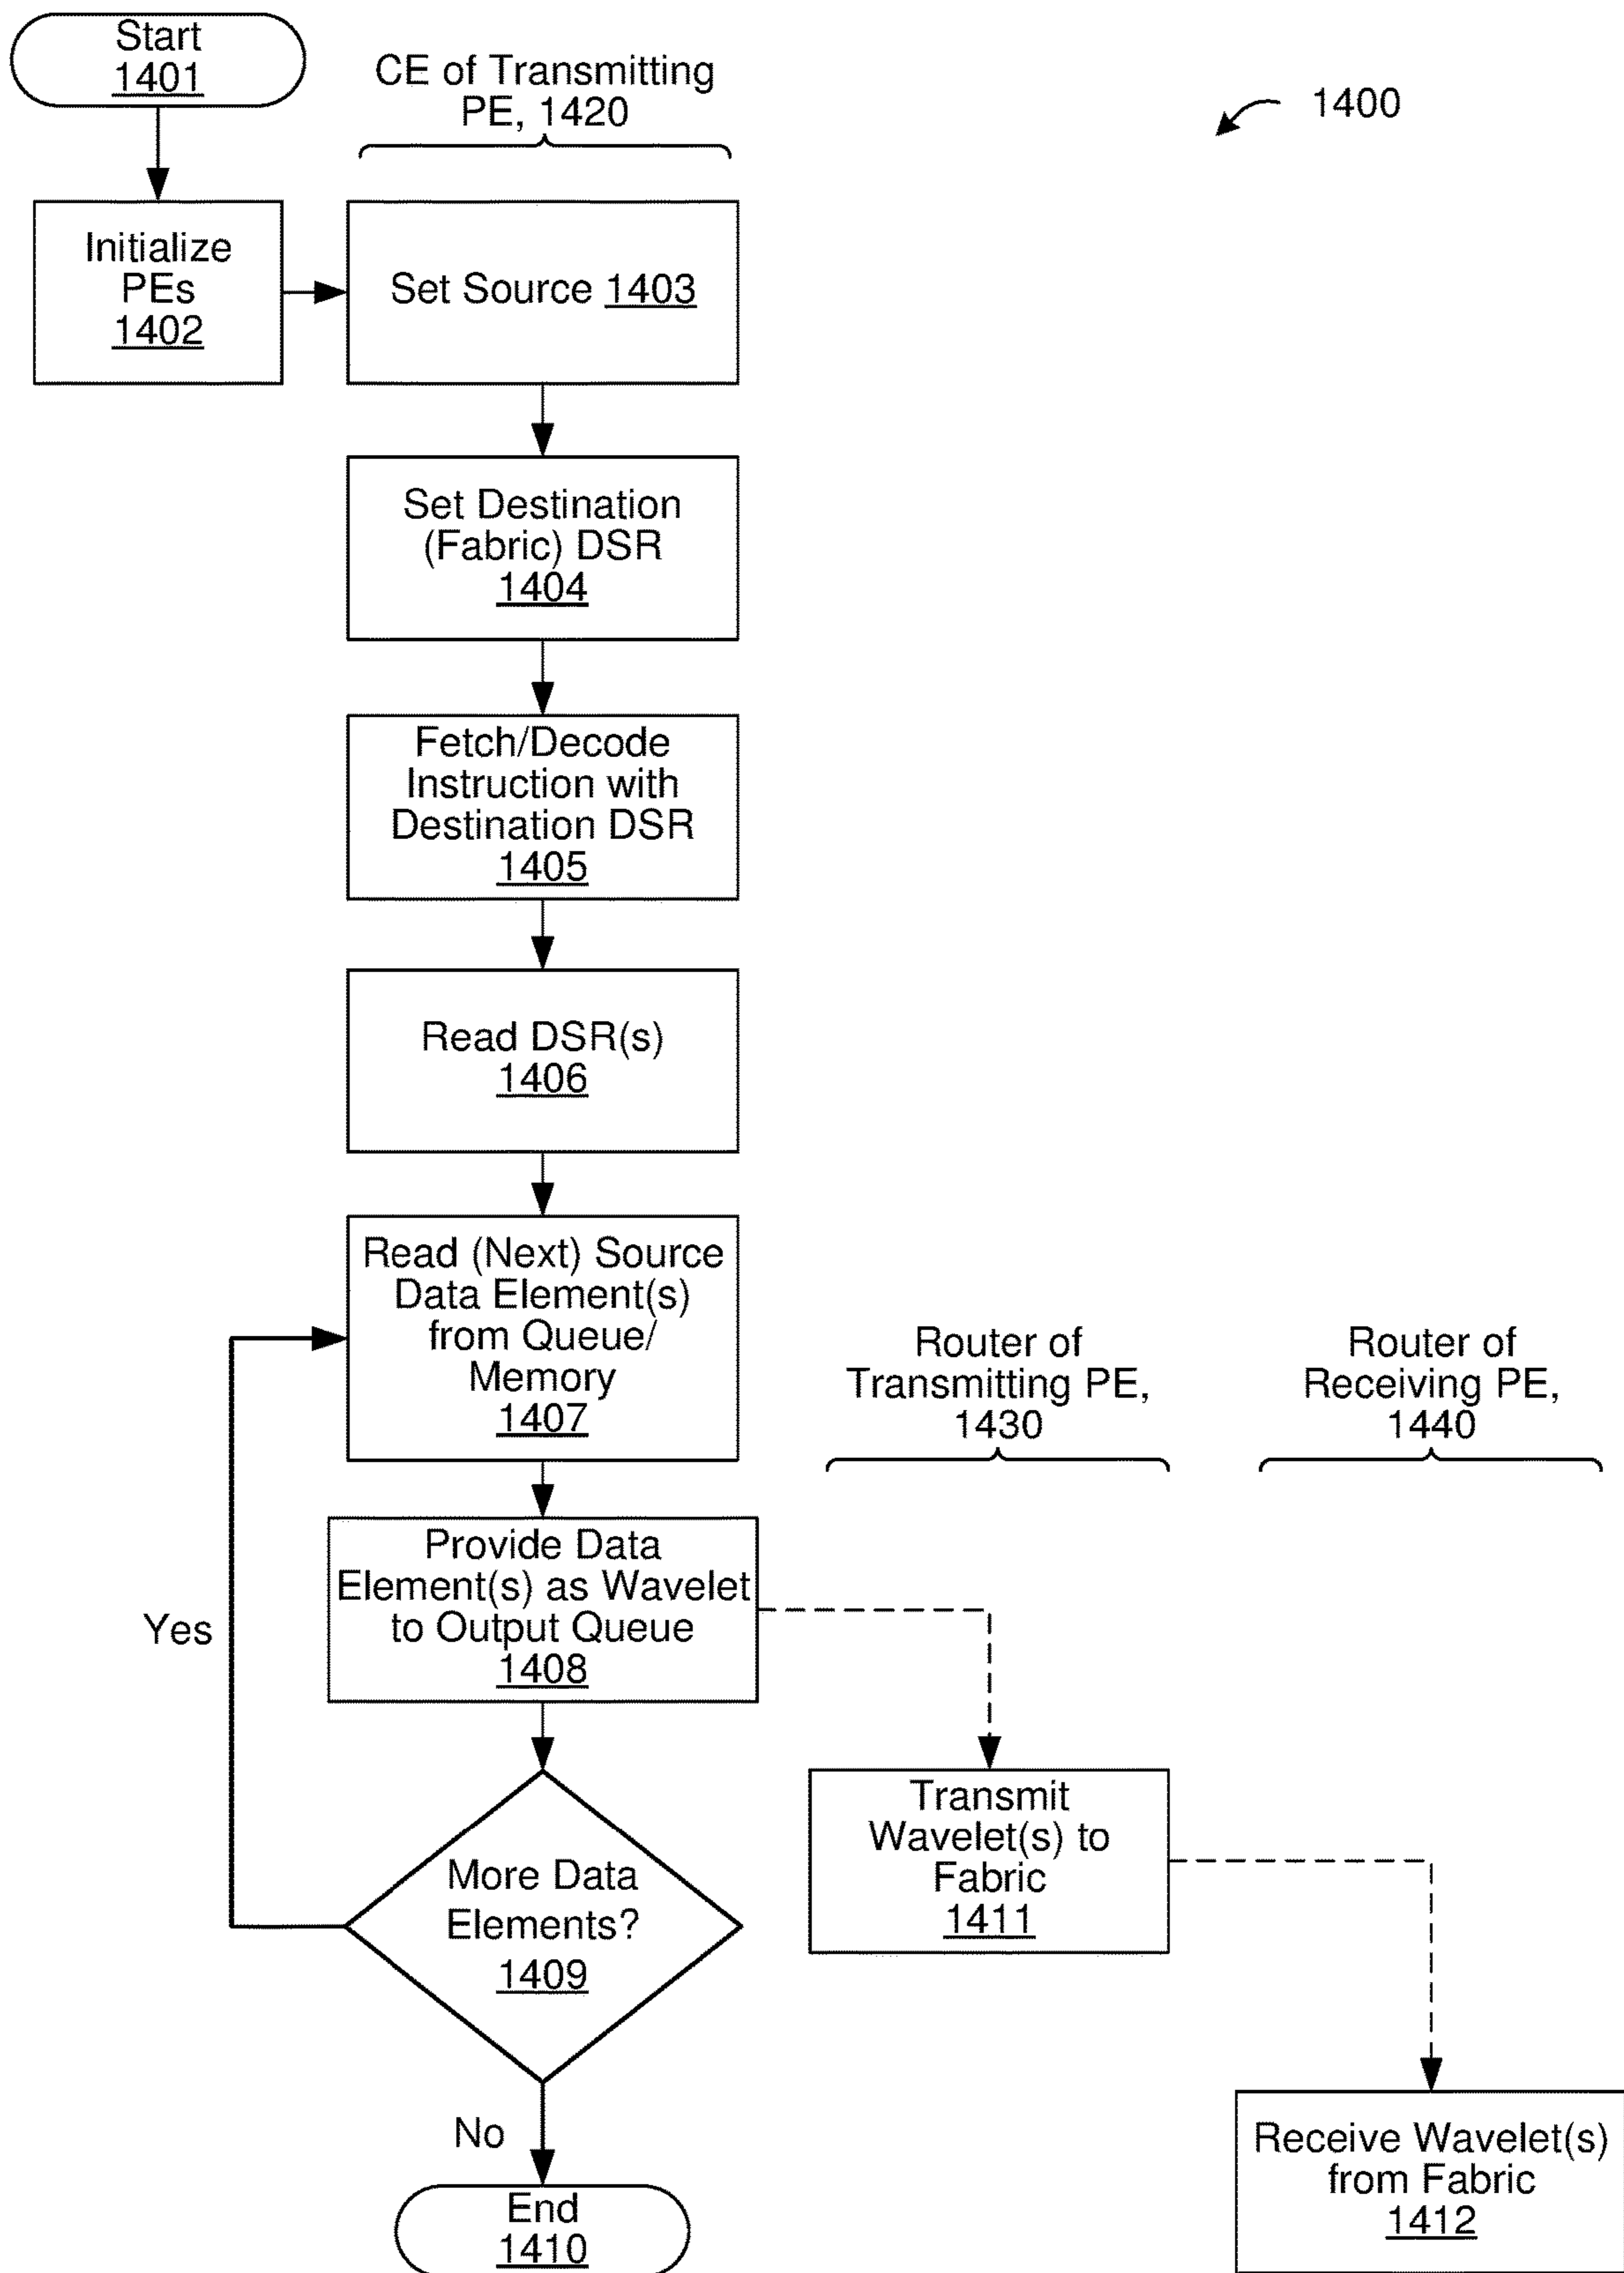 Start
1401
CE of Transmitting
PE, 1420
1400
Initialize
PEs
1402
Set Source 1403
Set Destination
(Fabric) DSR
1404
Fetch/Decode
Instruction with
Destination DSR
1405
Read DSR(s)
1406
Read (Next) Source
Data Element(s)
from Queue/
Memory
1407
Router of
Transmitting PE,
1430
Router of
Receiving PE,
1440
Provide Data
Element(s) as Wavelet
to Output Queue
1408
Yes
Transmit
Wavelet(s) to
Fabric
1411
More Data
Elements?
1409
No
Receive Wavelet(s)
from Fabric
1412
End
1410